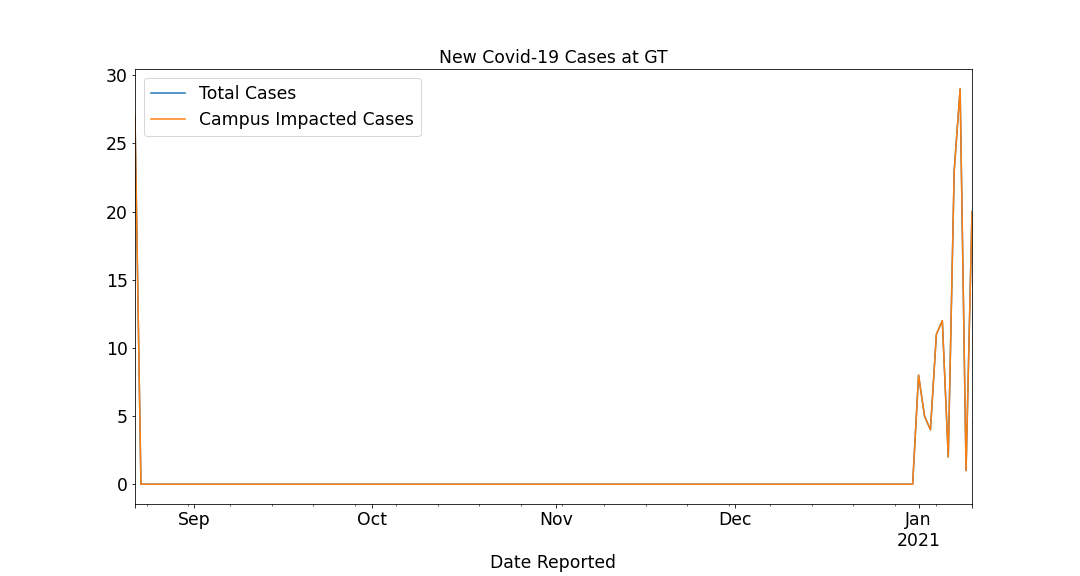 New Covid-19 Cases at GT
Total Cases
Campus Impacted Cases
30
25
20
15
10
5
0
Sep Oct Nov Dec Jan
2021
Date Reported